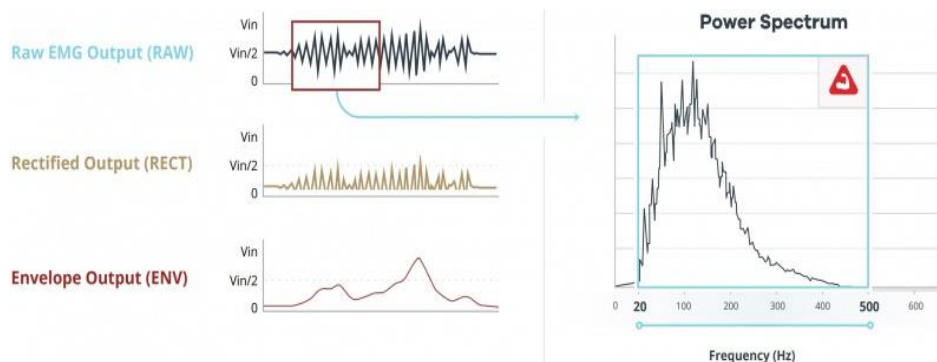 Raw EMG Output (RAW)
Vin
Vin/2
0
Rectified Output (RECT)
Vin
Vin/2
0
Envelope Output (ENV)
Vin
Vin/2
0
Power Spectrum
0 20 100 200 300 400 500 600
Frequency (Hz)